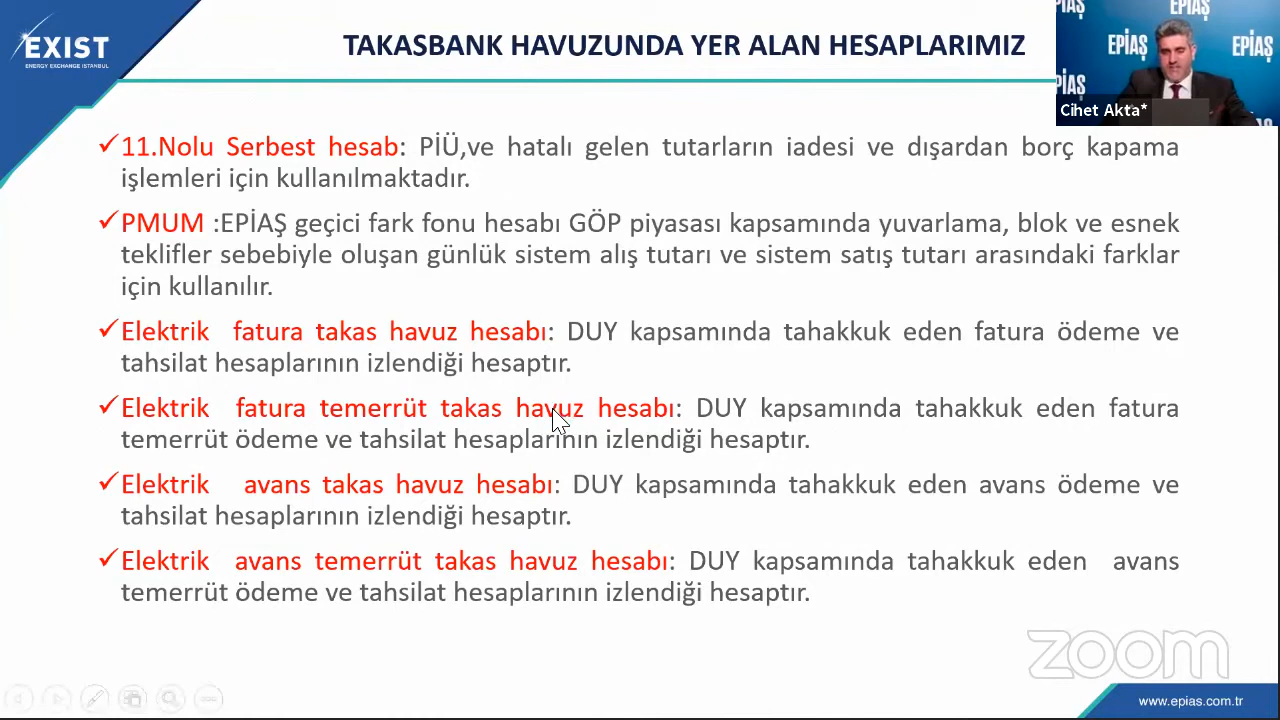 EXIST
ENERGY EXCHANGE ISTANBUL
TAKASBANK HAVUZUNDA YER ALAN HESAPLARIMIZ
EPİAŞ
EPİAŞ
Cihet Akta*
11.Nolu Serbest hesab: PİÜ,ve hatalı gelen tutarların iadesi ve dışardan borç kapama
işlemleri için kullanılmaktadır.
PMUM :EPİAŞ geçici fark fonu hesabı GÖP piyasası kapsamında yuvarlama, blok ve esnek
teklifler sebebiyle oluşan günlük sistem alış tutarı ve sistem satış tutarı arasındaki farklar
için kullanılır.
Elektrik fatura takas havuz hesabı: DUY kapsamında tahakkuk eden fatura ödeme ve
tahsilat hesaplarının izlendiği hesaptır.
Elektrik fatura temerrüt takas havuz hesabı: DUY kapsamında tahakkuk eden fatura
temerrüt ödeme ve tahsilat hesaplarının izlendiği hesaptır.
Elektrik avans takas havuz hesabı: DUY kapsamında tahakkuk eden avans ödeme ve
tahsilat hesaplarının izlendiği hesaptır.
Elektrik avans temerrüt takas havuz hesabı: DUY kapsamında tahakkuk eden avans
temerrüt ödeme ve tahsilat hesaplarının izlendiği hesaptır.
zoom
www.epias.com.tr